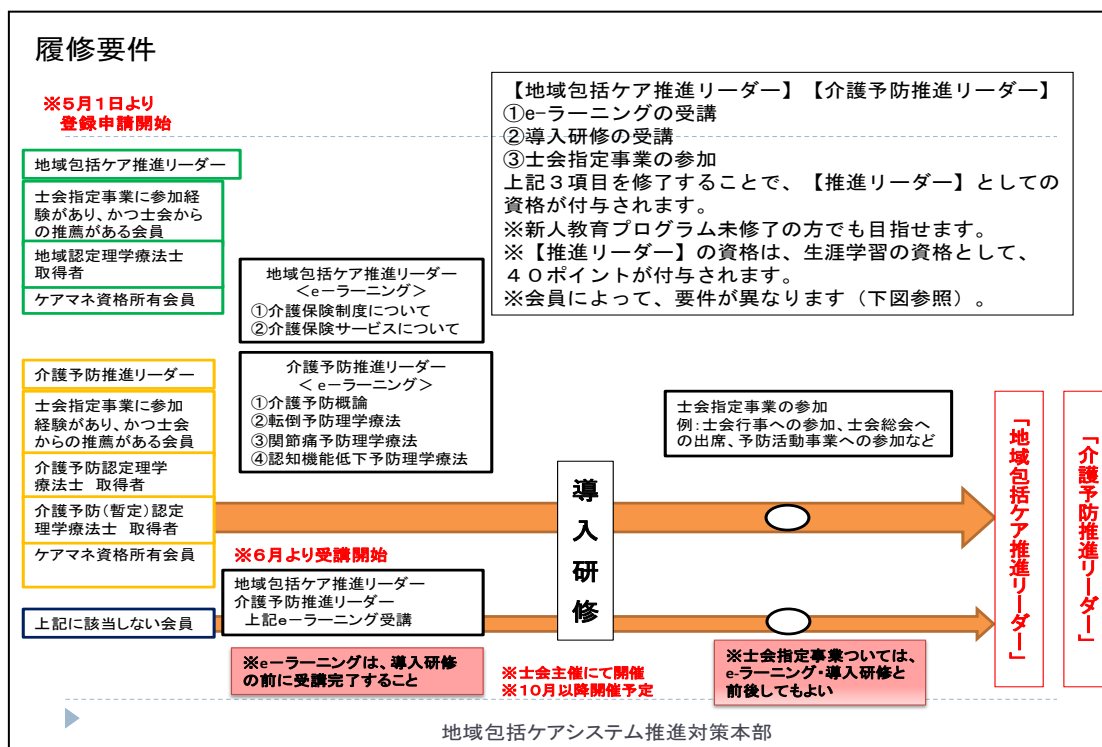 履修要件
※5月1日より
登録申請開始
【地域包括ケア推進リーダー】【介護予防推進リーダー】
①e-ラーニングの受講
②導入研修の受講
③士会指定事業の参加
上記３項目を修了することで、【推進リーダー】としての
資格が付与されます。
※新人教育プログラム未修了の方でも目指せます。
※【推進リーダー】の資格は、生涯学習の資格として、
４０ポイントが付与されます。
※会員によって、要件が異なります（下図参照）。
地域包括ケア推進リーダー
士会指定事業に参加経
験があり、かつ士会から
の推薦がある会員
地域認定理学療法士
取得者
ケアマネ資格所有会員
地域包括ケア推進リーダー
＜e－ラーニング＞
①介護保険制度について
②介護保険サービスについて
介護予防推進リーダー
士会指定事業に参加
経験があり、かつ士会
からの推薦がある会員
介護予防認定理学
療法士　取得者
介護予防（暫定）認定
理学療法士　取得者
ケアマネ資格所有会員
介護予防推進リーダー
＜ e－ラーニング＞
①介護予防概論
②転倒予防理学療法
③関節痛予防理学療法
④認知機能低下予防理学療法
士会指定事業の参加
例：士会行事への参加、士会総会へ
の出席、予防活動事業への参加など
導入研修
「地域包括ケア推進リーダー」
「介護予防推進リーダー」
※６月より受講開始
地域包括ケア推進リーダー
介護予防推進リーダー
上記e－ラーニング受講
上記に該当しない会員
※e－ラーニングは、導入研修
の前に受講完了すること
※士会主催にて開催
※１０月以降開催予定
※士会指定事業ついては、
e-ラーニング・導入研修と
前後してもよい
地域包括ケアシステム推進対策本部